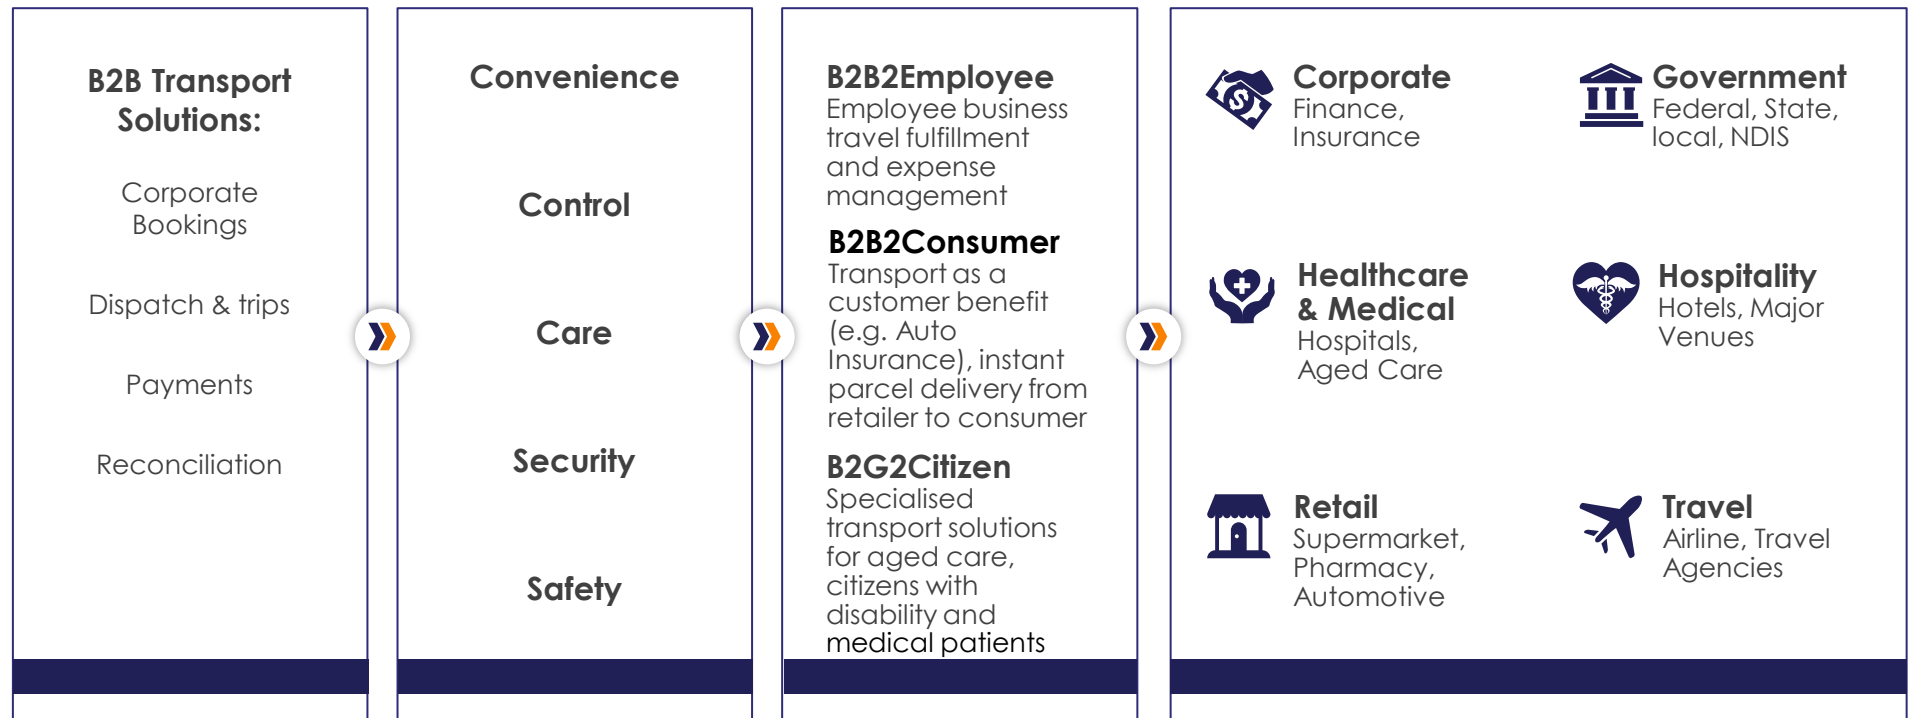 B2B Transport
Solutions:
Corporate
Bookings
Dispatch & trips
Payments
Reconciliation
Convenience
Control
Care
Security
Safety
B2B2Employee
Employee business
travel fulfillment
and expense
management
B2B2Consumer
Transport as a
customer benefit
(e.g. Auto
Insurance), instant
parcel delivery from
retailer to consumer
B2G2Citizen
Specialised
transport solutions
for aged care,
citizens with
disability and
medical patients
Corporate
Finance,
Insurance
Government
Federal, State,
local, NDIS
Healthcare
& Medical
Hospitals,
Aged Care
Hospitality
Hotels, Major
Venues
Retail
Supermarket,
Pharmacy,
Automotive
Travel
Airline, Travel
Agencies